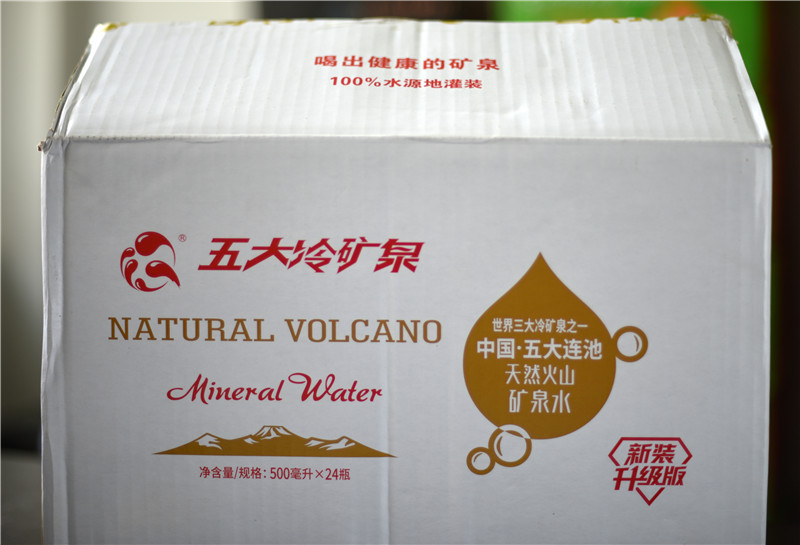 喝出健康的矿泉
100%水源地灌装
®
五大冷矿泉
NATURAL VOLCANO
Mineral Water
净含量/规格：500毫升×24瓶
世界三大冷矿泉之一
中国·五大连池
天然火山
矿泉水
新装
升级版